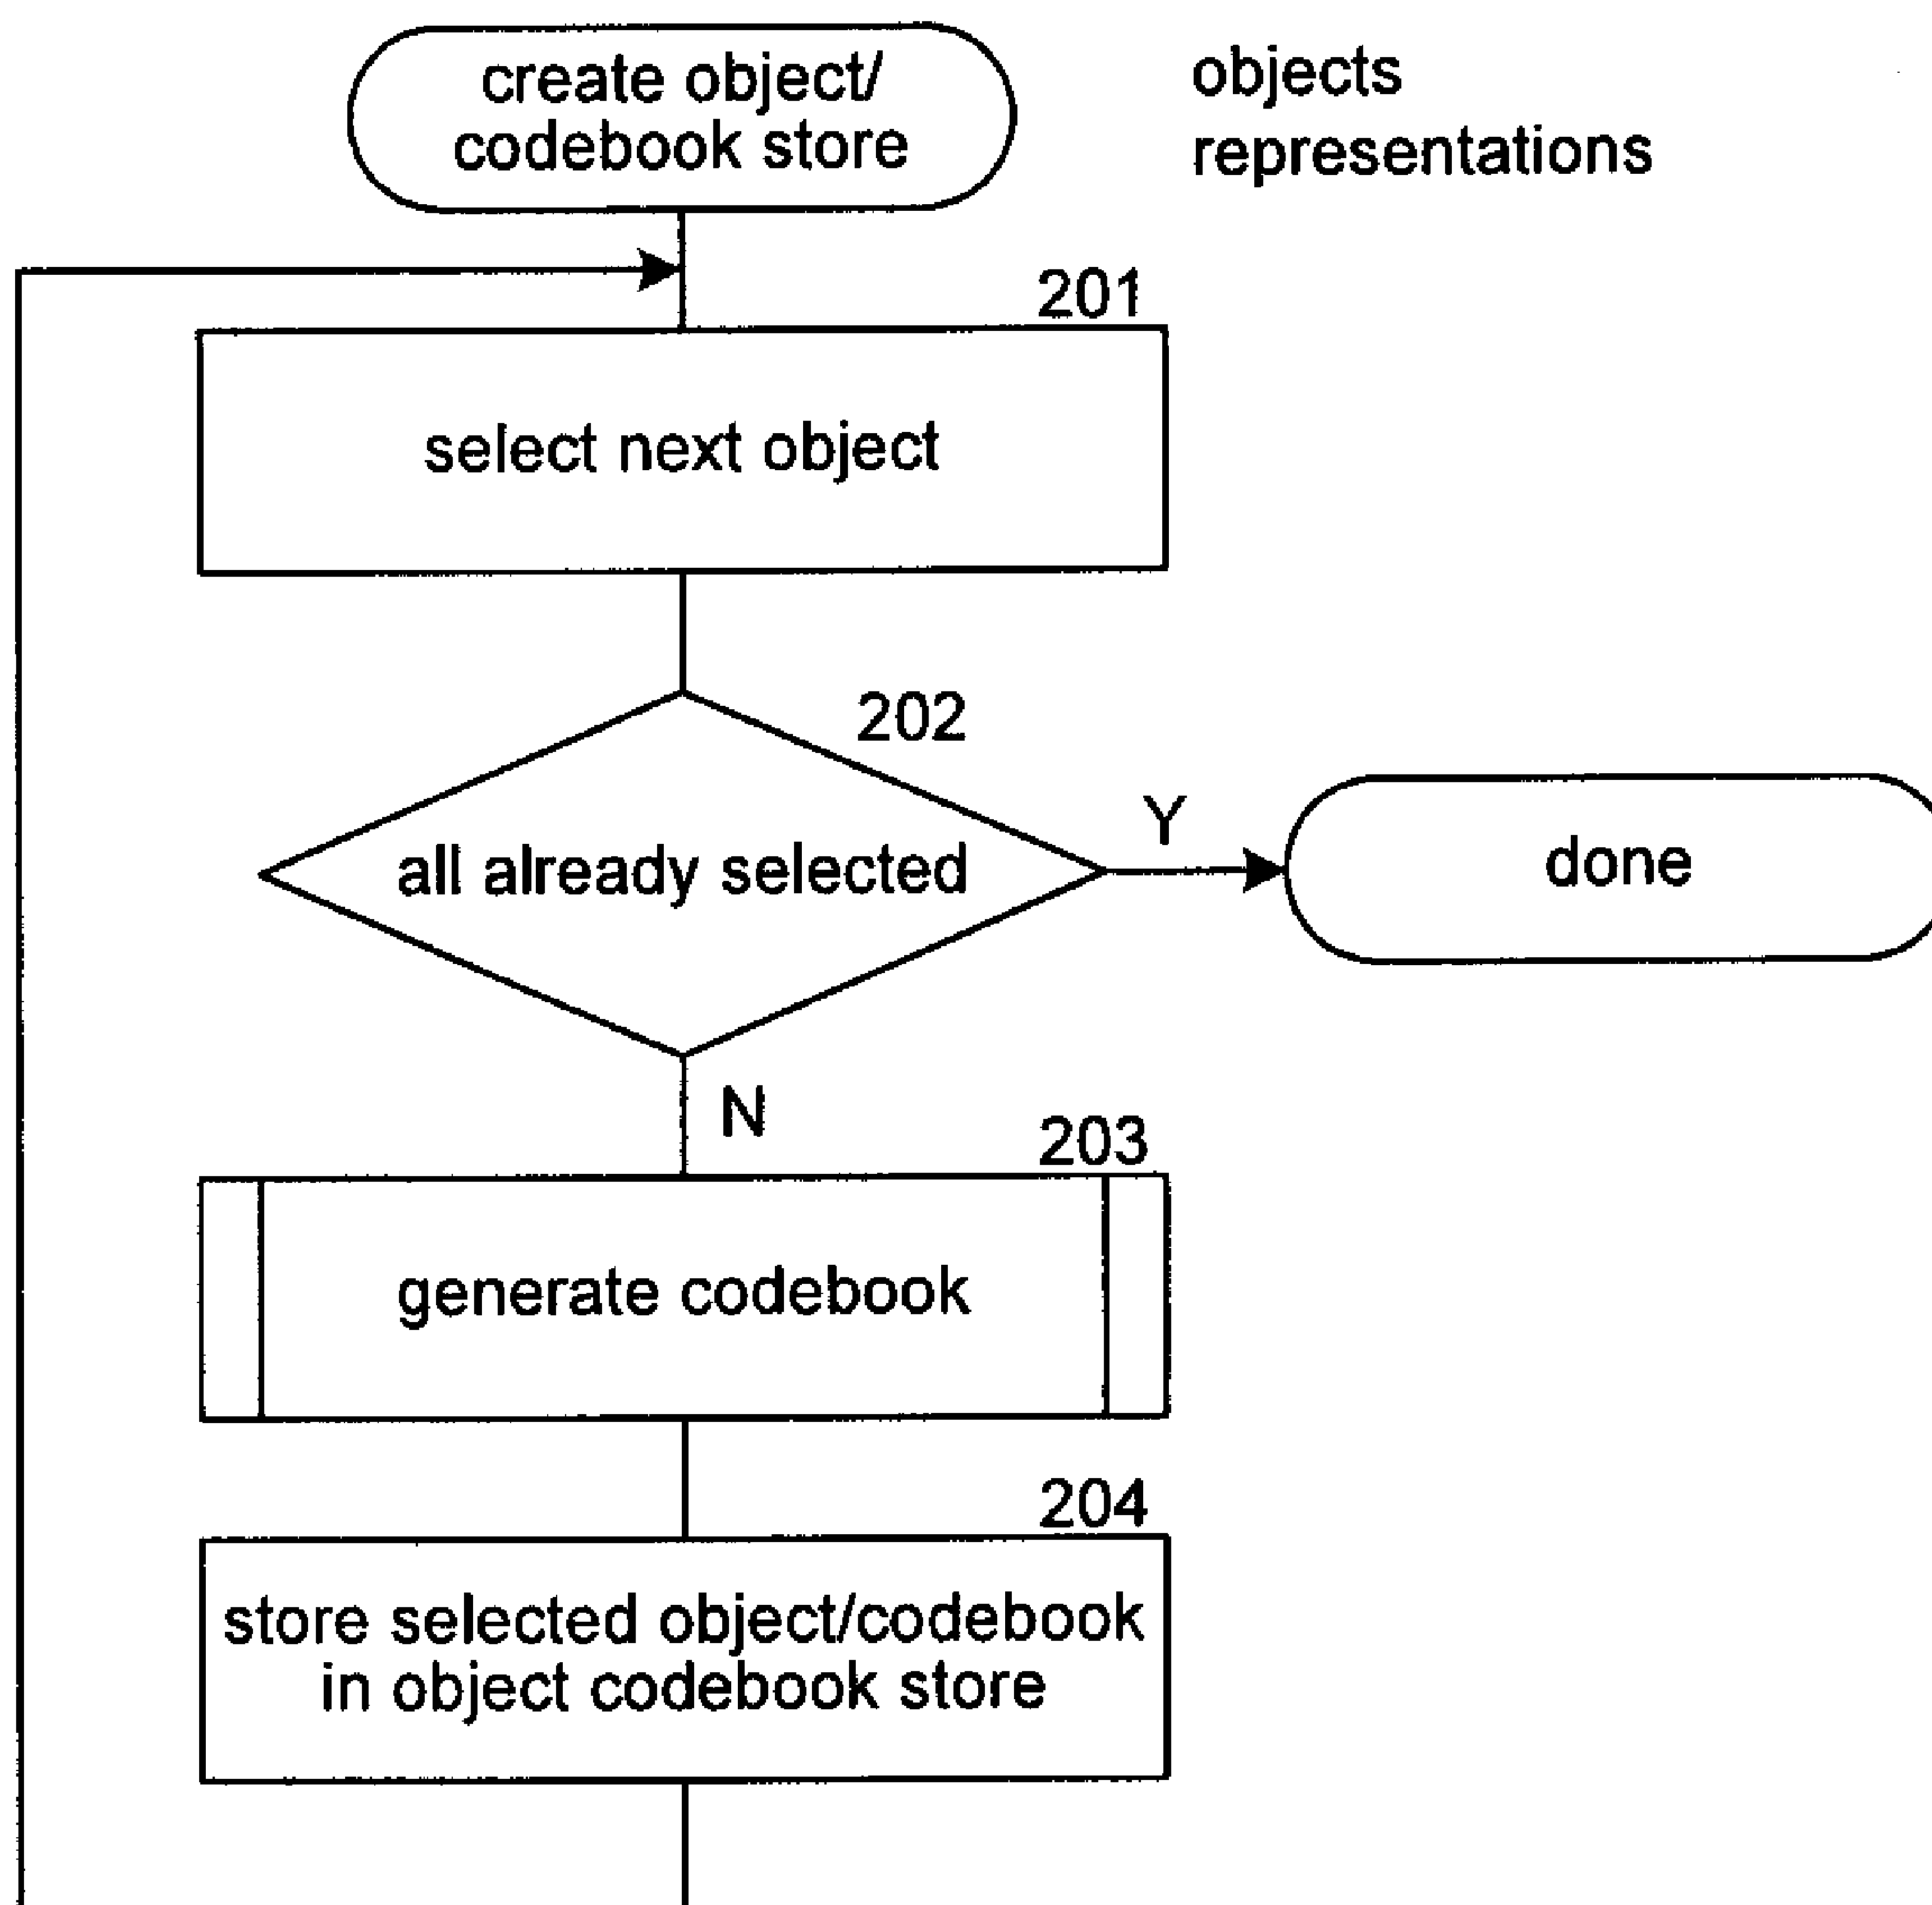 create object/
codebook store
objects
representations
201
select next object
202
all already selected
Y
done
N
203
generate codebook
204
store selected object/codebook
in object codebook store